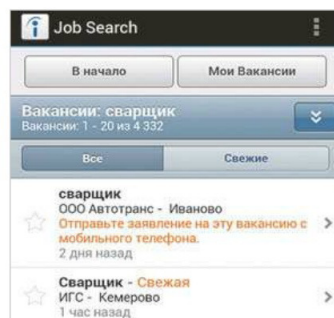 Job Search
В начало
Мои Вакансии
Вакансии: сварщик
Вакансии: 1 - 20 из 4 332
Все
Свежие
сварщик
ООО Автотранс - Иваново
Отправьте заявление на эту вакансию с
мобильного телефона.
2 дня назад
Сварщик - Свежая
ИГС - Кемерово
1 час назад